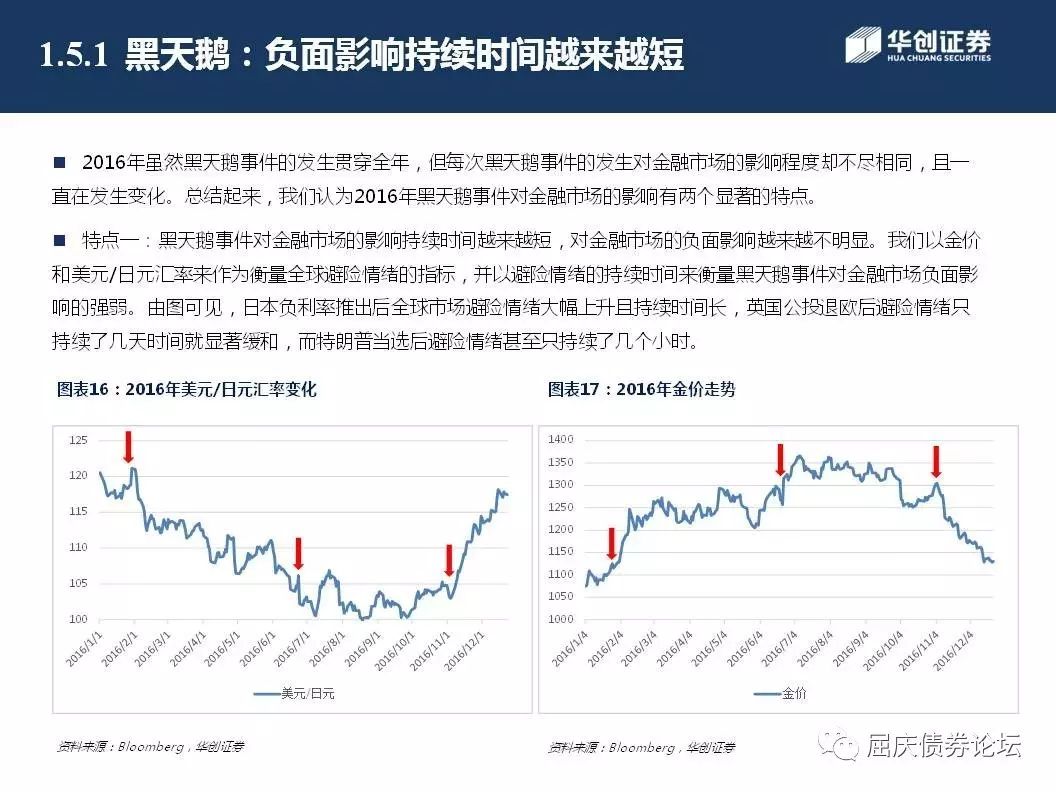 1.5.1 黑天鹅：负面影响持续时间越来越短
华创证券
HUA CHUANG SECURITIES
■ 2016年虽然黑天鹅事件的发生贯穿全年，但每次黑天鹅事件的发生对金融市场的影响程度却不尽相同，且一
直在发生变化。总结起来，我们认为2016年黑天鹅事件对金融市场的影响有两个显著的特点。
■ 特点一：黑天鹅事件对金融市场的影响持续时间越来越短，对金融市场的负面影响越来越不明显。我们以金价
和美元/日元汇率来作为衡量全球避险情绪的指标，并以避险情绪的持续时间来衡量黑天鹅事件对金融市场负面影
响的强弱。由图可见，日本负利率推出后全球市场避险情绪大幅上升且持续时间长，英国公投退欧后避险情绪只
持续了几天时间就显著缓和，而特朗普当选后避险情绪甚至只持续了几个小时。
图表16：2016年美元/日元汇率变化
125
120
115
110
105
100
2016/1/1
2016/2/1
2016/3/1
2016/4/1
2016/5/1
2016/6/1
2016/7/1
2016/8/1
2016/9/1
2016/10/1
2016/11/1
2016/12/1
美元/日元
资料来源：Bloomberg，华创证券
图表17：2016年金价走势
1400
1350
1300
1250
1200
1150
1100
1050
1000
2016/1/4
2016/2/4
2016/3/4
2016/4/4
2016/5/4
2016/6/4
2016/7/4
2016/8/4
2016/9/4
2016/10/4
2016/11/4
2016/12/4
金价
资料来源：Bloomberg，华创证券
屈庆债券论坛